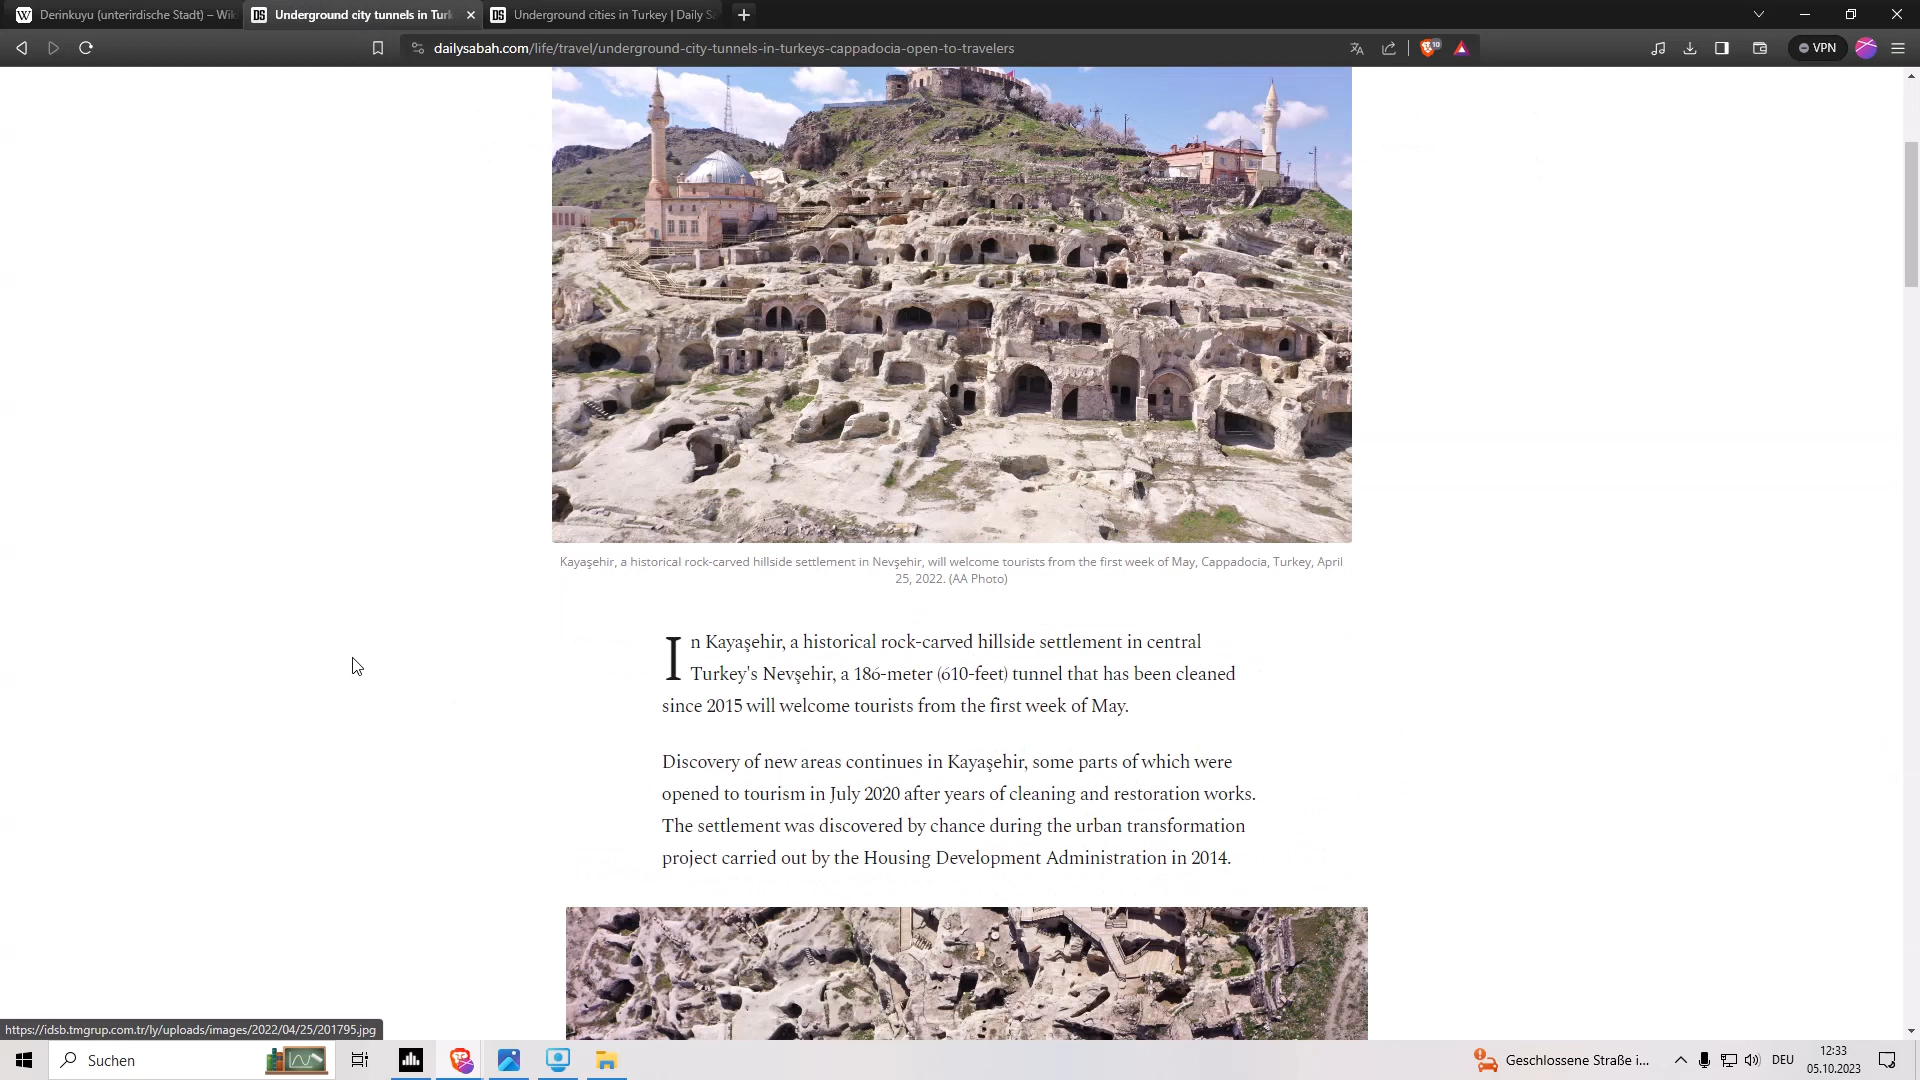 Derinkuyu (unterirdische Stadt) – Wik
Underground city tunnels in Turk
Underground cities in Turkey | Daily Sa
dailysabah.com/life/travel/underground-city-tunnels-in-turkeys-cappadocia-open-to-travelers
10
VPN
Kayaşehir, a historical rock-carved hillside settlement in Nevşehir, will welcome tourists from the first week of May, Cappadocia, Turkey, April
25, 2022. (AA Photo)
In Kayaşehir, a historical rock-carved hillside settlement in central
Turkey's Nevşehir, a 186-meter (610-feet) tunnel that has been cleaned
since 2015 will welcome tourists from the first week of May.
Discovery of new areas continues in Kayaşehir, some parts of which were
opened to tourism in July 2020 after years of cleaning and restoration works.
The settlement was discovered by chance during the urban transformation
project carried out by the Housing Development Administration in 2014.
https://idsb.tmgrup.com.tr/ly/uploads/images/2022/04/25/201795.jpg
Suchen
Geschlossene Straße i...
DEU
12:33
05.10.2023